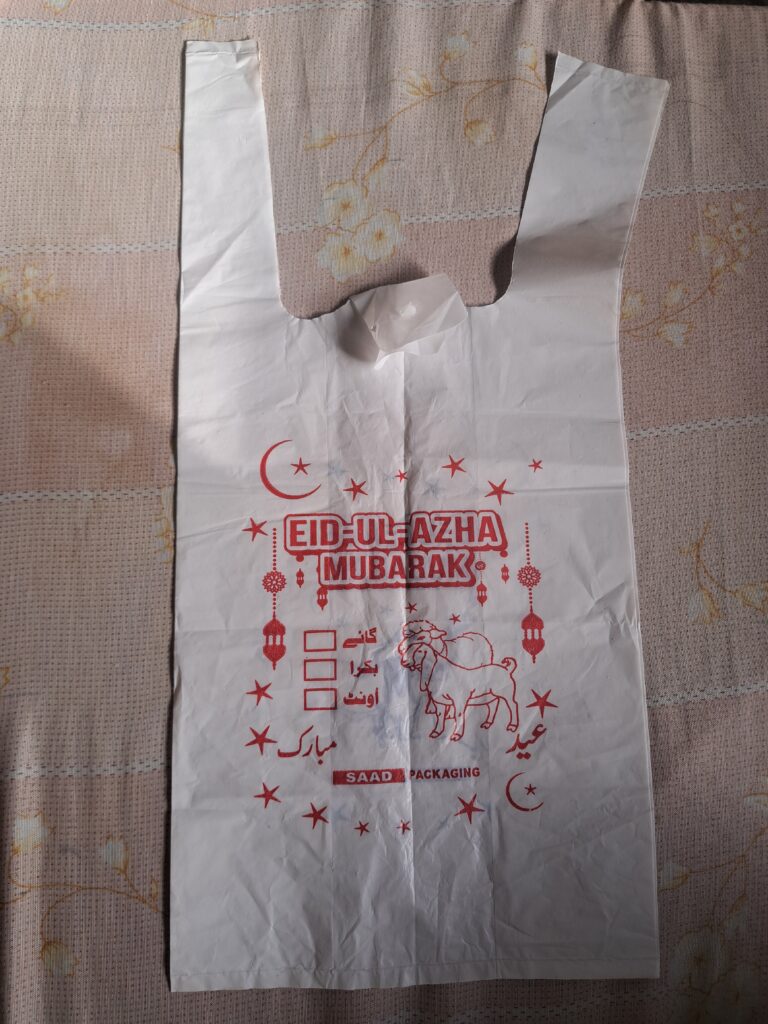 EID-UL-AZHA
MUBARAK
گائے
بکرا
اونٹ
عید مبارک
SAAD PACKAGING